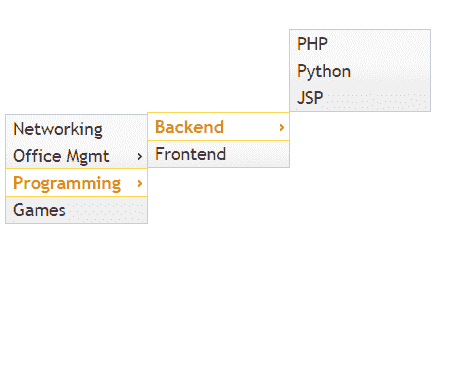 Networking
Office Mgmt ›
Programming ›
Games
Backend ›
Frontend
PHP
Python
JSP